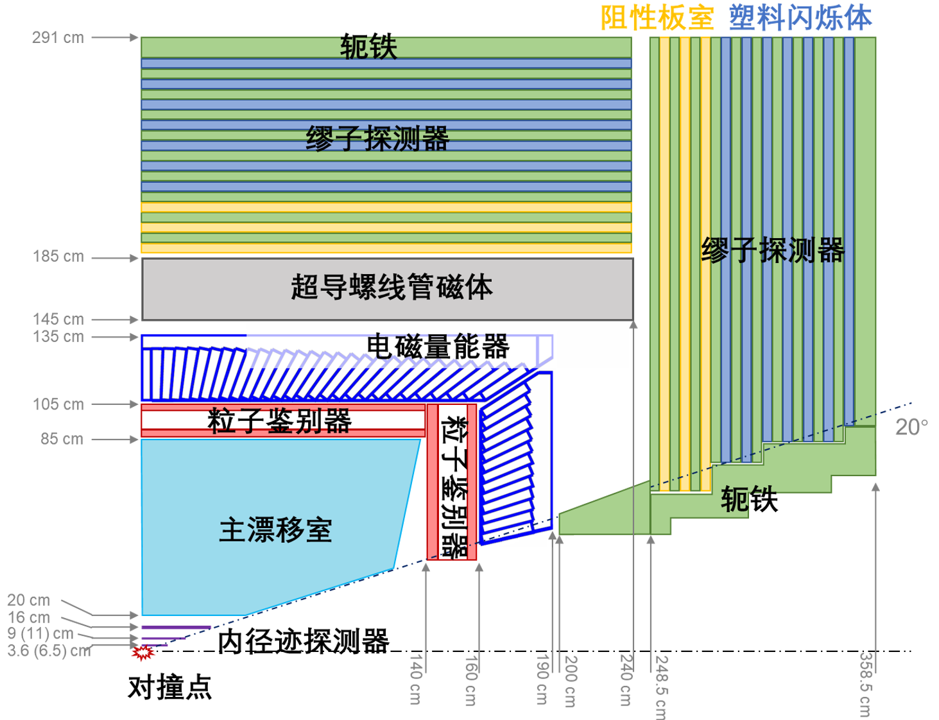 阻性板室 塑料闪烁体
291 cm
轭铁
缪子探测器
缪子探测器
185 cm
超导螺线管磁体
145 cm
135 cm
电磁量能器
105 cm
粒子鉴别器
粒子鉴别器
85 cm
20°
轭铁
主漂移室
20 cm
16 cm
9 (11) cm
3.6 (6.5) cm
内径迹探测器
对撞点
140 cm
160 cm
190 cm
200 cm
240 cm
248.5 cm
358.5 cm